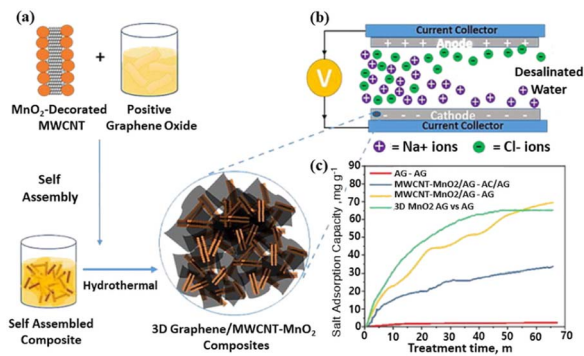 (a)
MnO2-Decorated
MWCNT
+
Positive
Graphene Oxide
Self
Assembly
Hydrothermal
Self Assembled
Composite
3D Graphene/MWCNT-MnO2
Composites
(b)
Current Collector
Anode
V
Desalinated
Water
Cathode
Current Collector
= Na+ ions
= Cl- ions
(c)
Salt Adsorption Capacity ,mg g-1
90
80
70
60
50
40
30
20
10
0
AG - AG
MWCNT-MnO2/AG - AC/AG
MWCNT-MnO2/AG - AG
3D MnO2 AG vs AG
0 10 20 30 40 50 60 70
Treatment time, m